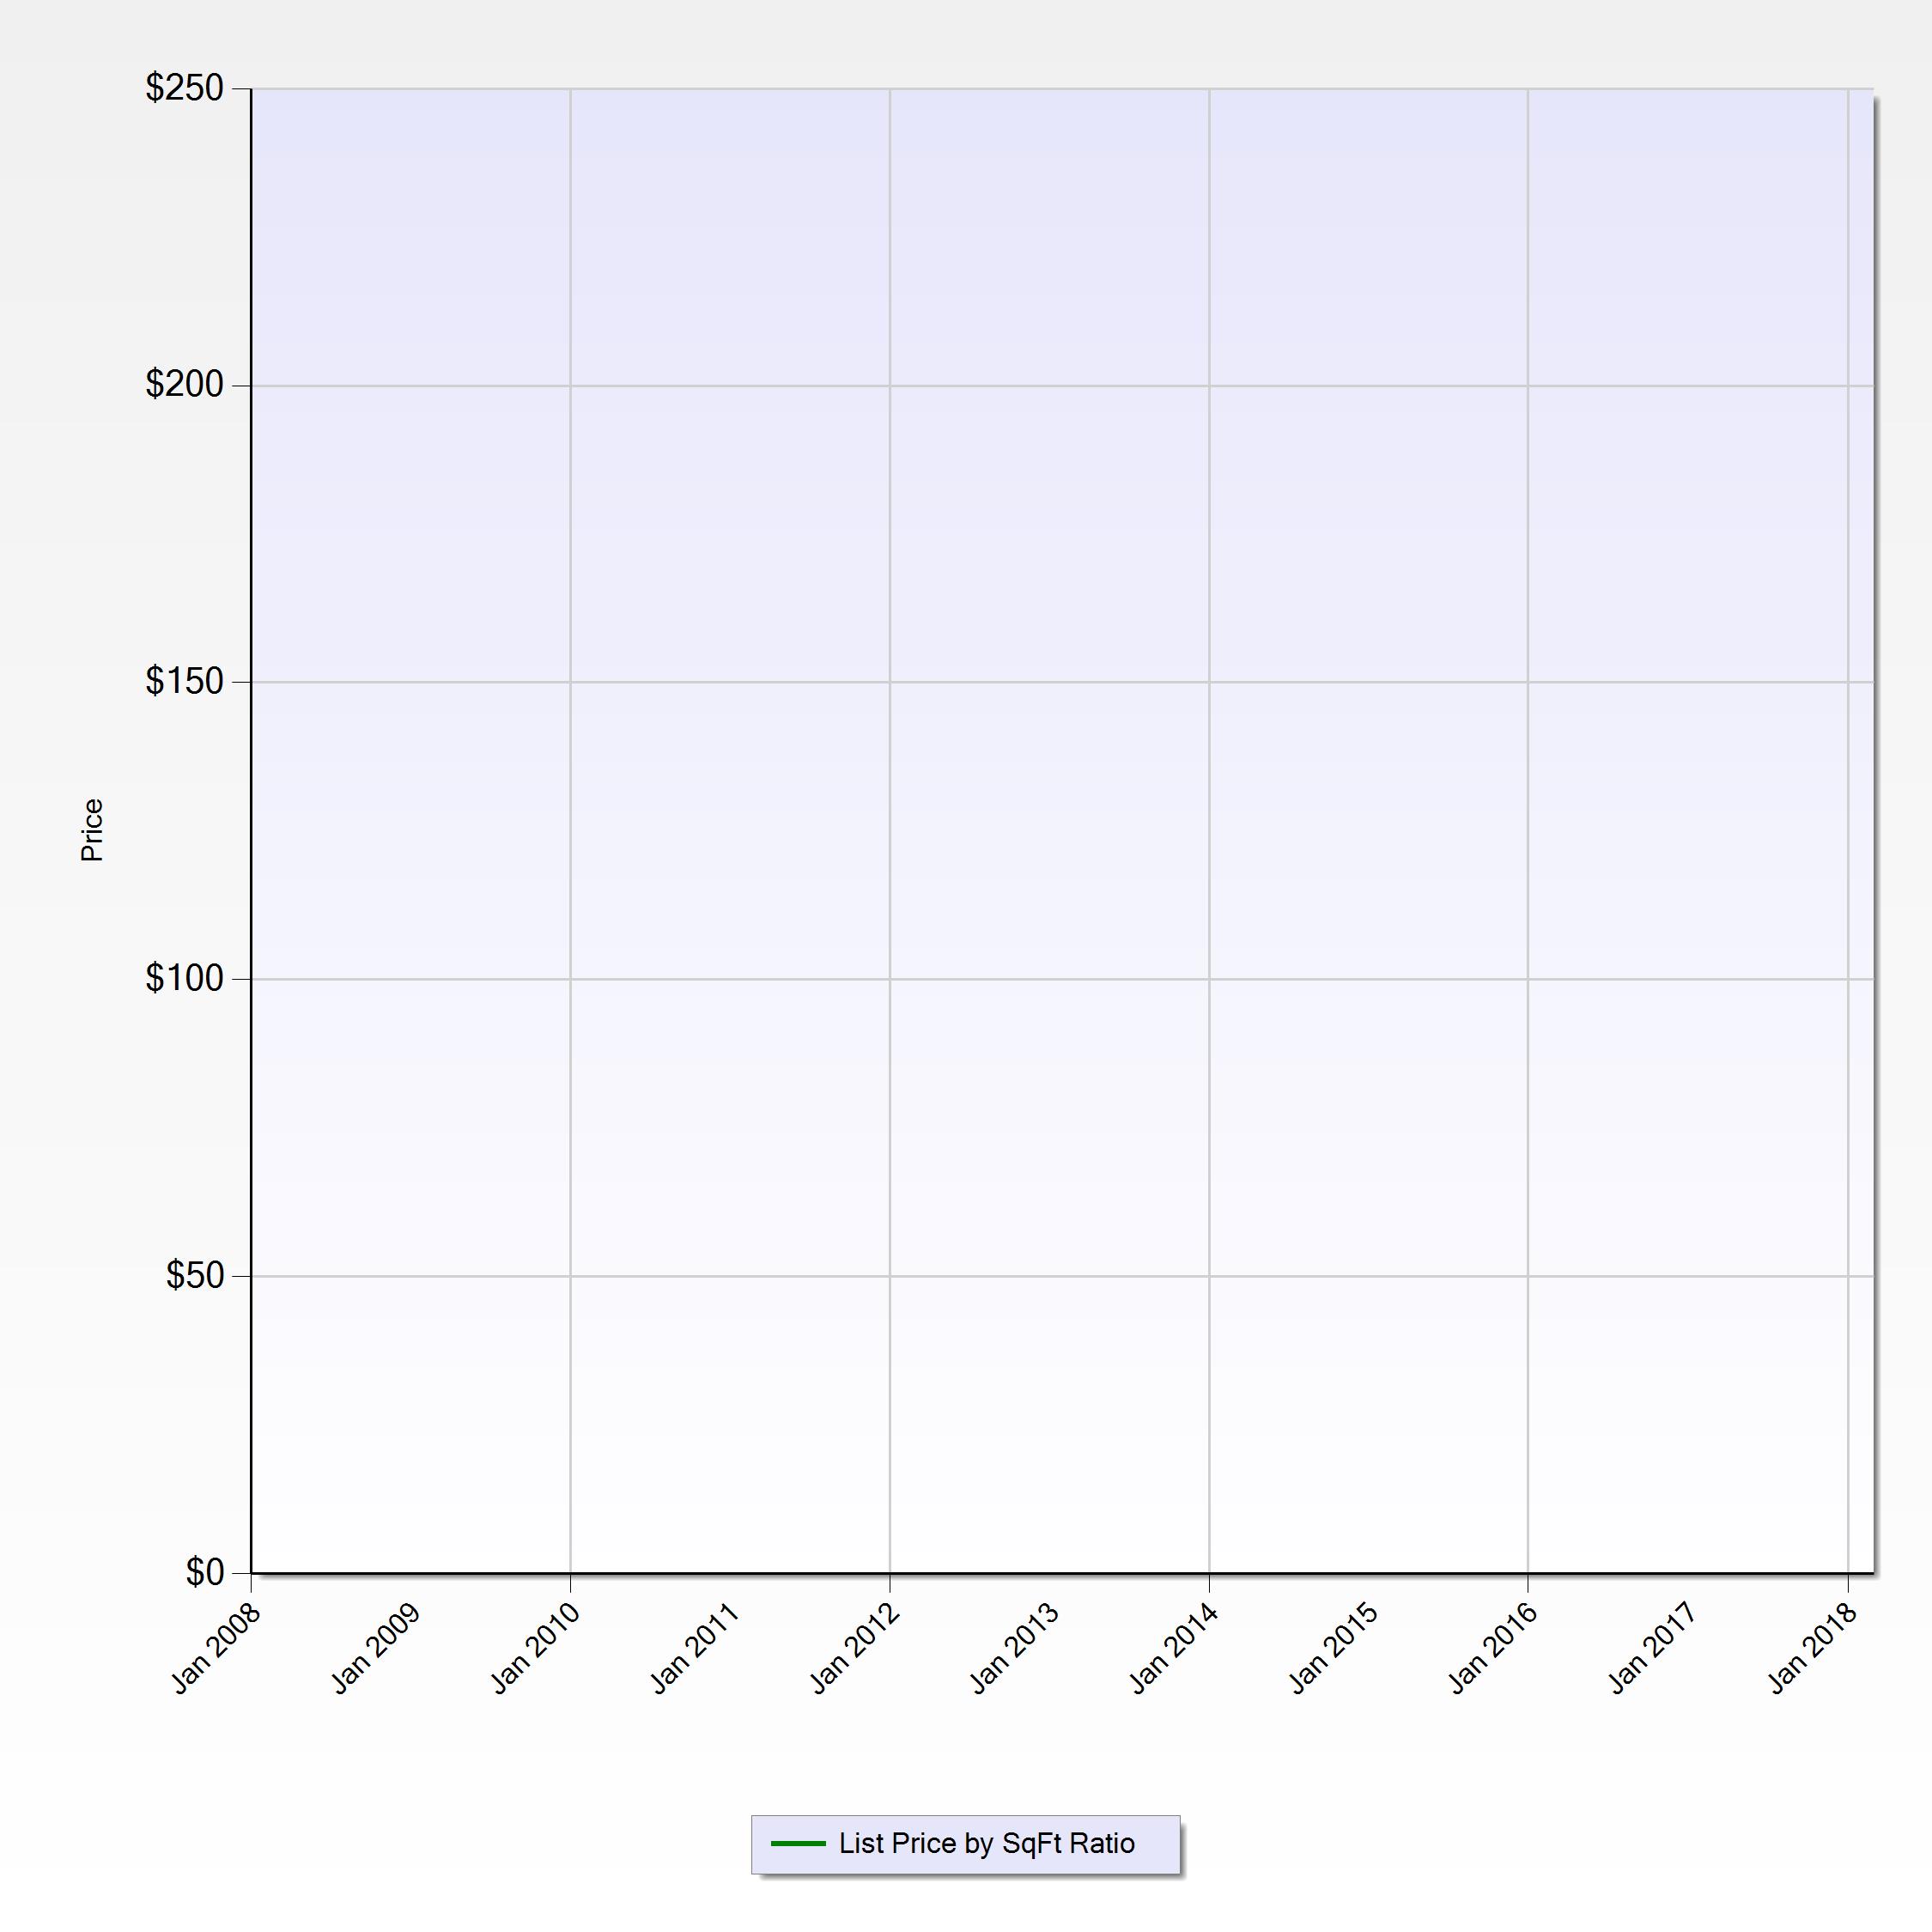 $250
$200
$150
Price
$100
$50
$0
Jan 2008
Jan 2009
Jan 2010
Jan 2011
Jan 2012
Jan 2013
Jan 2014
Jan 2015
Jan 2016
Jan 2017
Jan 2018
List Price by SqFt Ratio